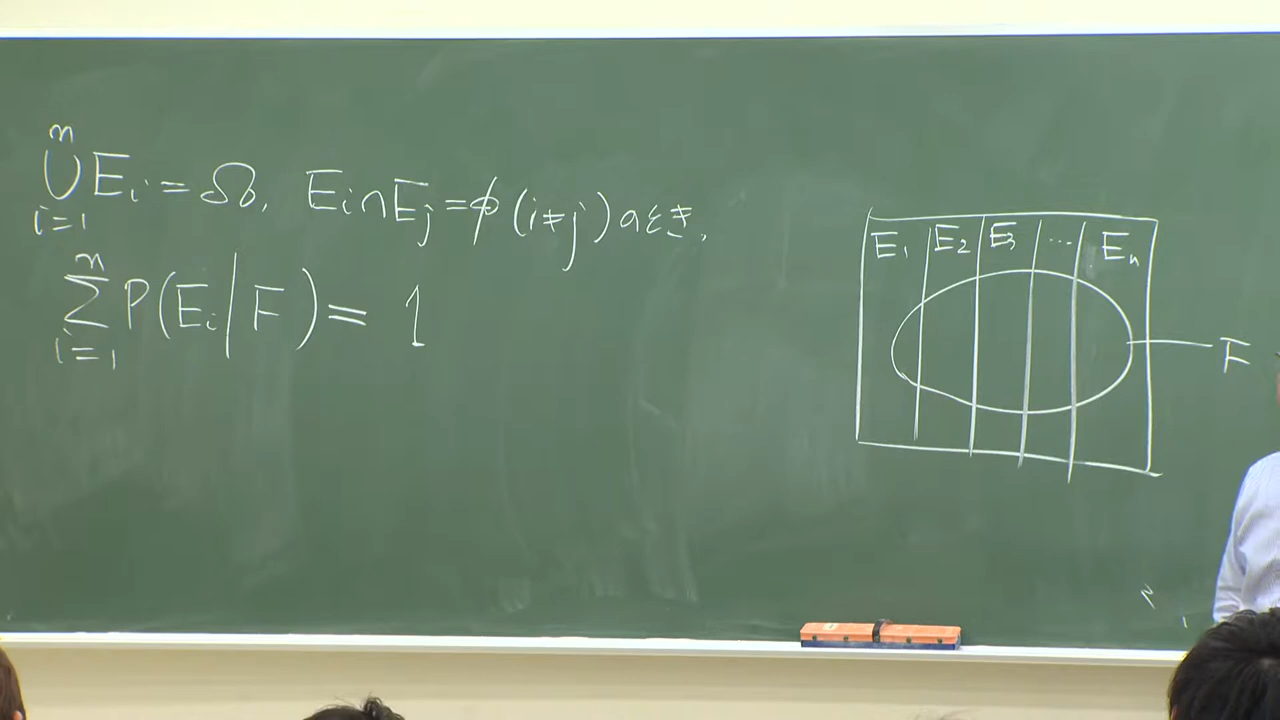 ⋃_{i=1}^{n} E_i = Ω, E_i ∩ E_j = ϕ (i ≠ j) のとき,
∑_{i=1}^{n} P(E_i | F) = 1
E_1 E_2 E_3 ... E_n
F